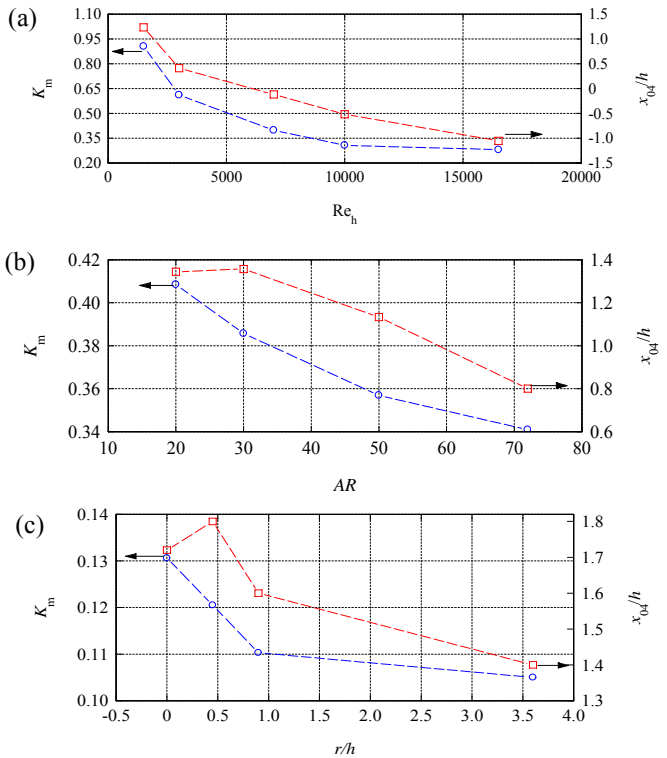 (a)
1.10
0.95
0.80
0.65
0.50
0.35
0.20
K_m
1.5
1.0
0.5
0
-0.5
-1.0
-1.5
x_04/h
0 5000 10000 15000 20000
Re_h
(b)
0.42
0.40
0.38
0.36
0.34
K_m
1.4
1.2
1.0
0.8
0.6
x_04/h
10 20 30 40 50 60 70 80
AR
(c)
0.14
0.13
0.12
0.11
0.10
K_m
1.8
1.7
1.6
1.5
1.4
1.3
x_04/h
-0.5 0 0.5 1.0 1.5 2.0 2.5 3.0 3.5 4.0
r/h